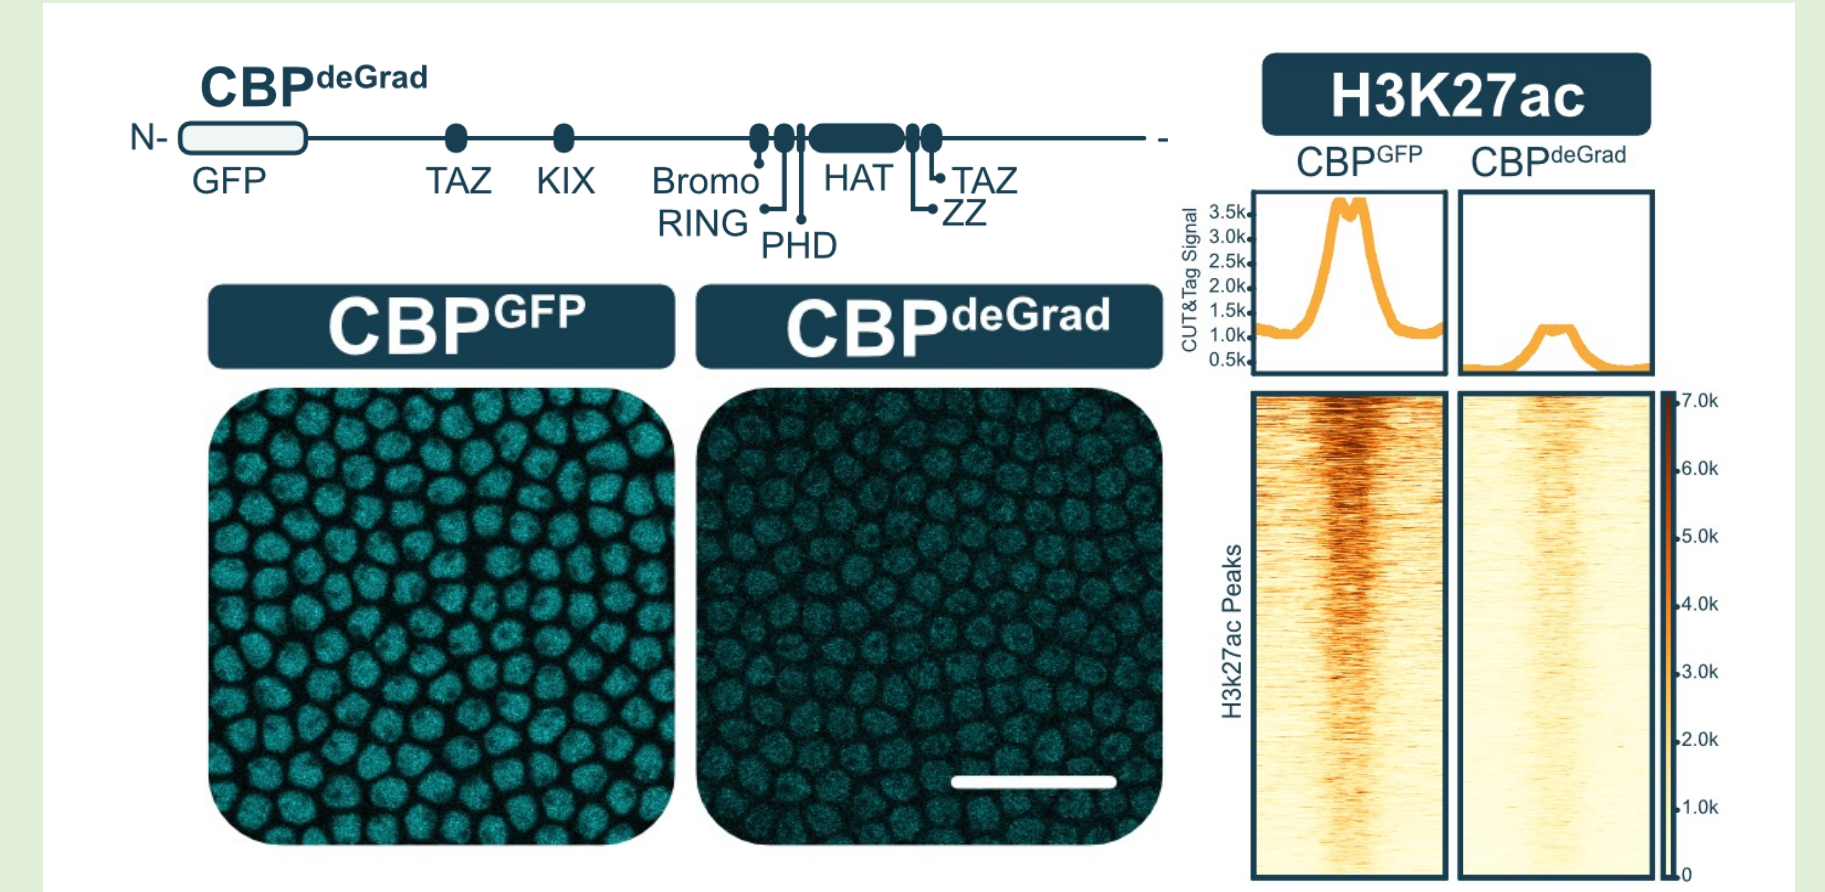 CBPdeGrad
N-
-
GFP
TAZ
KIX
Bromo
RING
PHD
HAT
TAZ
ZZ
CBPGFP
CBPdeGrad
H3K27ac
CBPGFP
CBPdeGrad
CUT&Tag Signal
3.5k
3.0k
2.5k
2.0k
1.5k
1.0k
0.5k
H3k27ac Peaks
7.0k
6.0k
5.0k
4.0k
3.0k
2.0k
1.0k
0